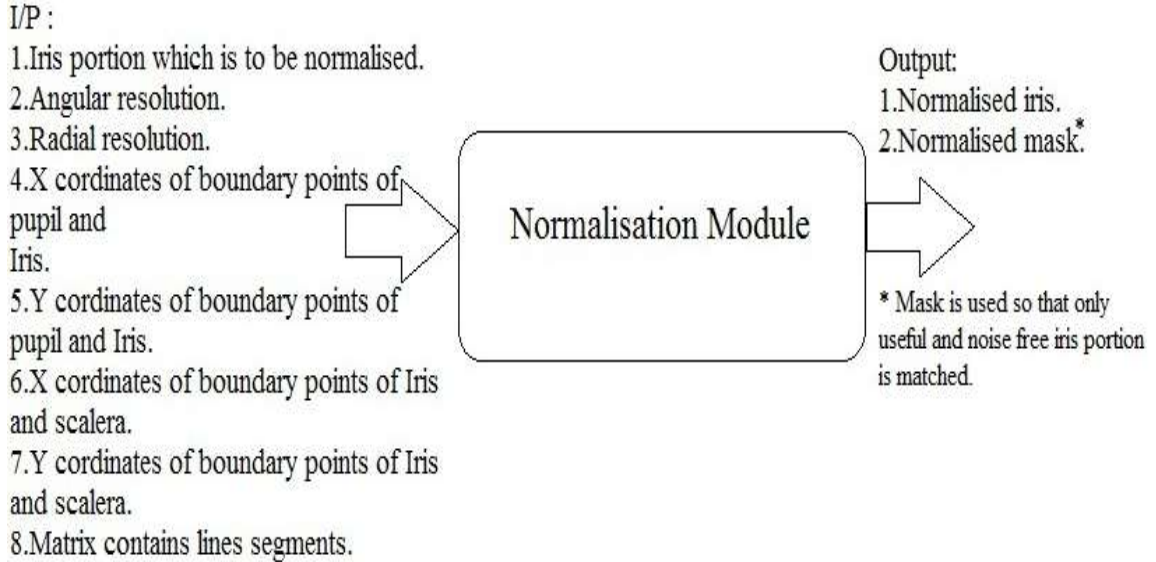 I/P :
1.Iris portion which is to be normalised.
2.Angular resolution.
3.Radial resolution.
4.X cordinates of boundary points of
pupil and
Iris.
5.Y cordinates of boundary points of
pupil and Iris.
6.X cordinates of boundary points of Iris
and scalera.
7.Y cordinates of boundary points of Iris
and scalera.
8.Matrix contains lines segments.
Normalisation Module
Output:
1.Normalised iris.
2.Normalised mask.*
* Mask is used so that only
useful and noise free iris portion
is matched.